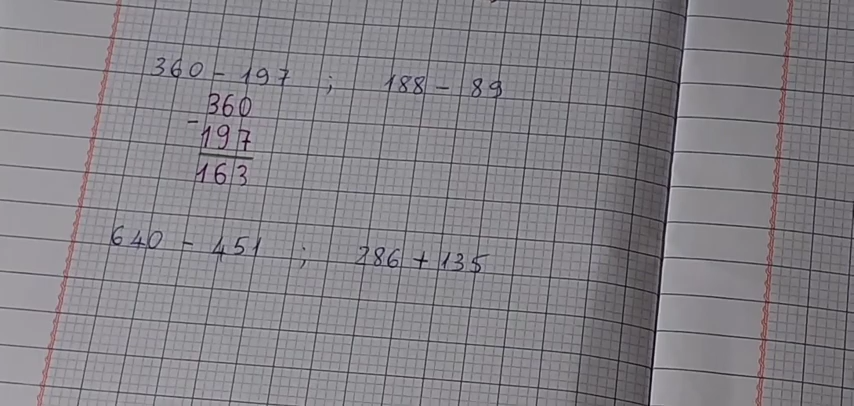 360 - 197 ; 188 - 89
360
-
197
163
640 - 451 ; 286 + 135